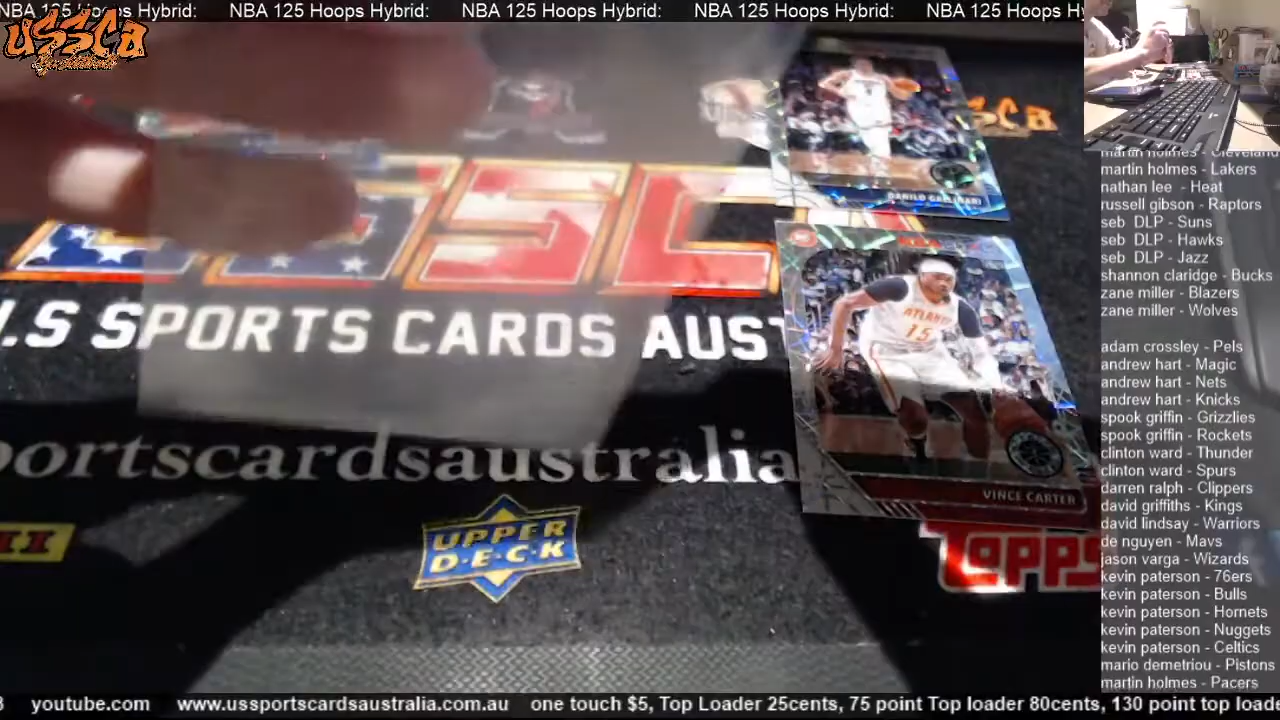 NBA 125 Hoops Hybrid: NBA 125 Hoops Hybrid: NBA 125 Hoops Hybrid: NBA 125 Hoops Hybrid: NBA 125 Hoops Hy
USSCA
DANILO GALLINARI
ATLANTA
15
VINCE CARTER
U.S SPORTS CARDS AUST
portscardsaustralia
UPPER
D·E·C·K
TOPPS
martin holmes - Cleveland
martin holmes - Lakers
nathan lee - Heat
russell gibson - Raptors
seb DLP - Suns
seb DLP - Hawks
seb DLP - Jazz
shannon claridge - Bucks
zane miller - Blazers
zane miller - Wolves
adam crossley - Pels
andrew hart - Magic
andrew hart - Nets
andrew hart - Knicks
spook griffin - Grizzlies
spook griffin - Rockets
clinton ward - Thunder
clinton ward - Spurs
darren ralph - Clippers
david griffiths - Kings
david lindsay - Warriors
de nguyen - Mavs
jason varga - Wizards
kevin paterson - 76ers
kevin paterson - Bulls
kevin paterson - Hornets
kevin paterson - Nuggets
kevin paterson - Celtics
mario demetriou - Pistons
martin holmes - Pacers
youtube.com www.ussportscardsaustralia.com.au one touch $5, Top Loader 25cents, 75 point Top loader 80cents, 130 point top loade